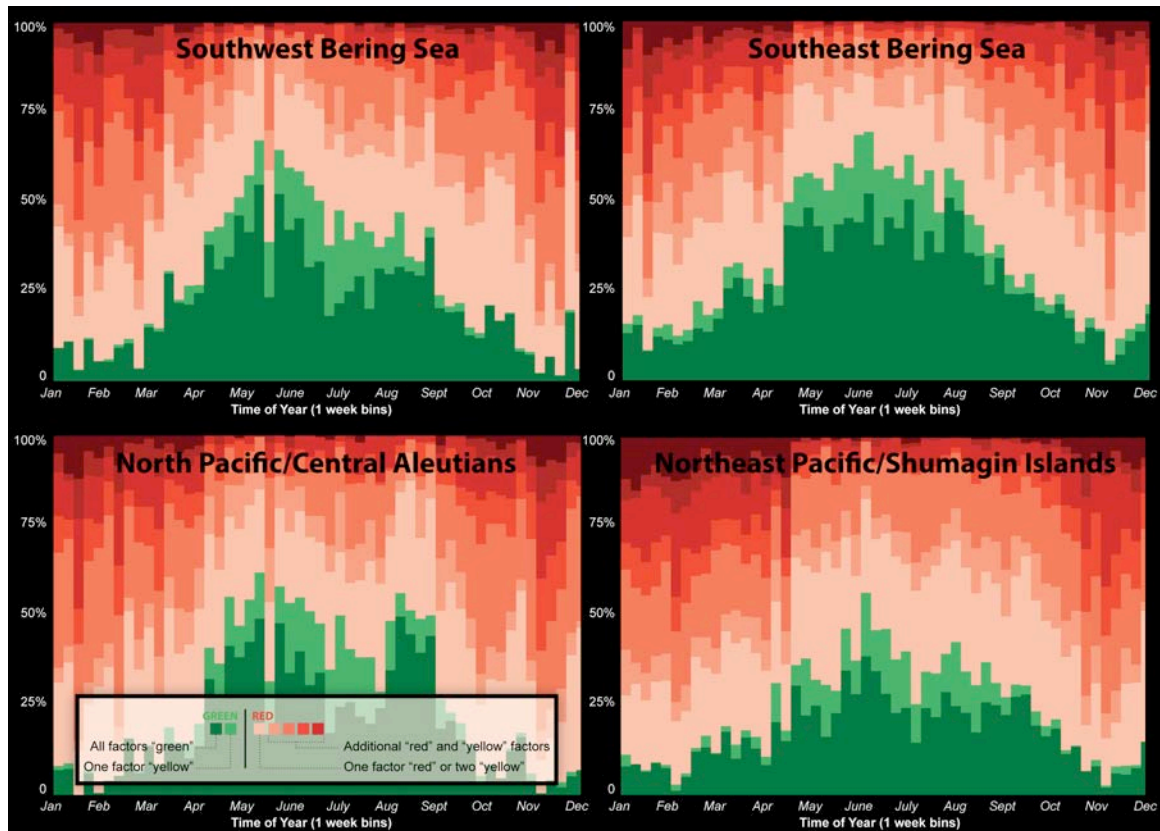 Southwest Bering Sea
100%
75%
50%
25%
0
Jan Feb Mar Apr May June July Aug Sept Oct Nov Dec
Time of Year (1 week bins)
Southeast Bering Sea
100%
75%
50%
25%
0
Jan Feb Mar Apr May June July Aug Sept Oct Nov Dec
Time of Year (1 week bins)
North Pacific/Central Aleutians
100%
75%
50%
25%
0
GREEN RED
All factors "green" Additional "red" and "yellow" factors
One factor "yellow" One factor "red" or two "yellow"
Jan Feb Mar Apr May June July Aug Sept Oct Nov Dec
Time of Year (1 week bins)
Northeast Pacific/Shumagin Islands
100%
75%
50%
25%
0
Jan Feb Mar Apr May June July Aug Sept Oct Nov Dec
Time of Year (1 week bins)